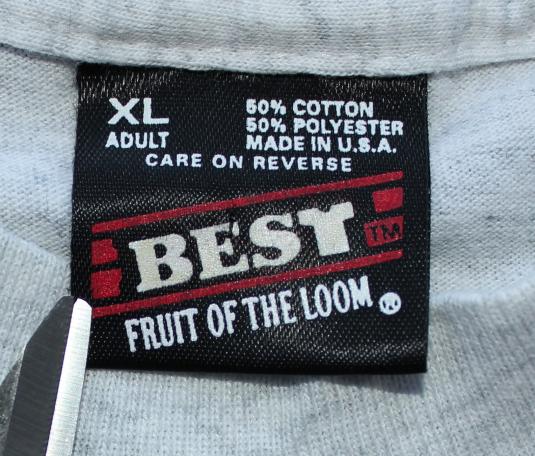 XL
ADULT
50% COTTON
50% POLYESTER
MADE IN U.S.A.
CARE ON REVERSE
BEST
TM
FRUIT OF THE LOOM ®